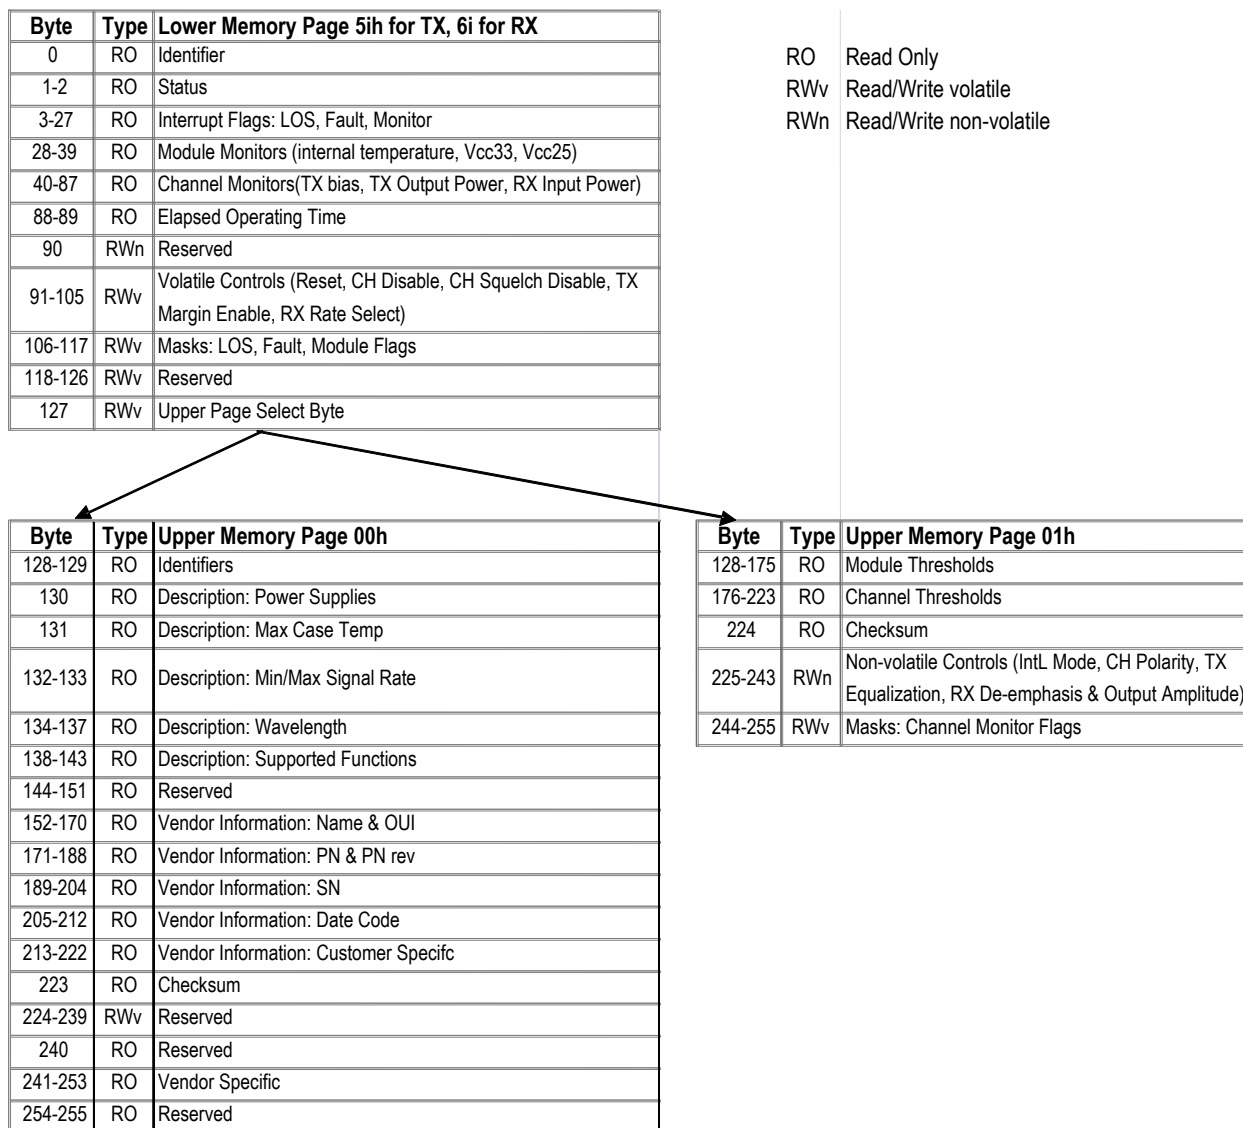 Byte Type Lower Memory Page 5ih for TX, 6i for RX
0 RO Identifier
1-2 RO Status
3-27 RO Interrupt Flags: LOS, Fault, Monitor
28-39 RO Module Monitors (internal temperature, Vcc33, Vcc25)
40-87 RO Channel Monitors(TX bias, TX Output Power, RX Input Power)
88-89 RO Elapsed Operating Time
90 RWn Reserved
91-105 RWv Volatile Controls (Reset, CH Disable, CH Squelch Disable, TX
Margin Enable, RX Rate Select)
106-117 RWv Masks: LOS, Fault, Module Flags
118-126 RWv Reserved
127 RWv Upper Page Select Byte
RO Read Only
RWv Read/Write volatile
RWn Read/Write non-volatile
Byte Type Upper Memory Page 00h
128-129 RO Identifiers
130 RO Description: Power Supplies
131 RO Description: Max Case Temp
132-133 RO Description: Min/Max Signal Rate
134-137 RO Description: Wavelength
138-143 RO Description: Supported Functions
144-151 RO Reserved
152-170 RO Vendor Information: Name & OUI
171-188 RO Vendor Information: PN & PN rev
189-204 RO Vendor Information: SN
205-212 RO Vendor Information: Date Code
213-222 RO Vendor Information: Customer Specifc
223 RO Checksum
224-239 RWv Reserved
240 RO Reserved
241-253 RO Vendor Specific
254-255 RO Reserved
Byte Type Upper Memory Page 01h
128-175 RO Module Thresholds
176-223 RO Channel Thresholds
224 RO Checksum
225-243 RWn Non-volatile Controls (IntL Mode, CH Polarity, TX
Equalization, RX De-emphasis & Output Amplitude)
244-255 RWv Masks: Channel Monitor Flags